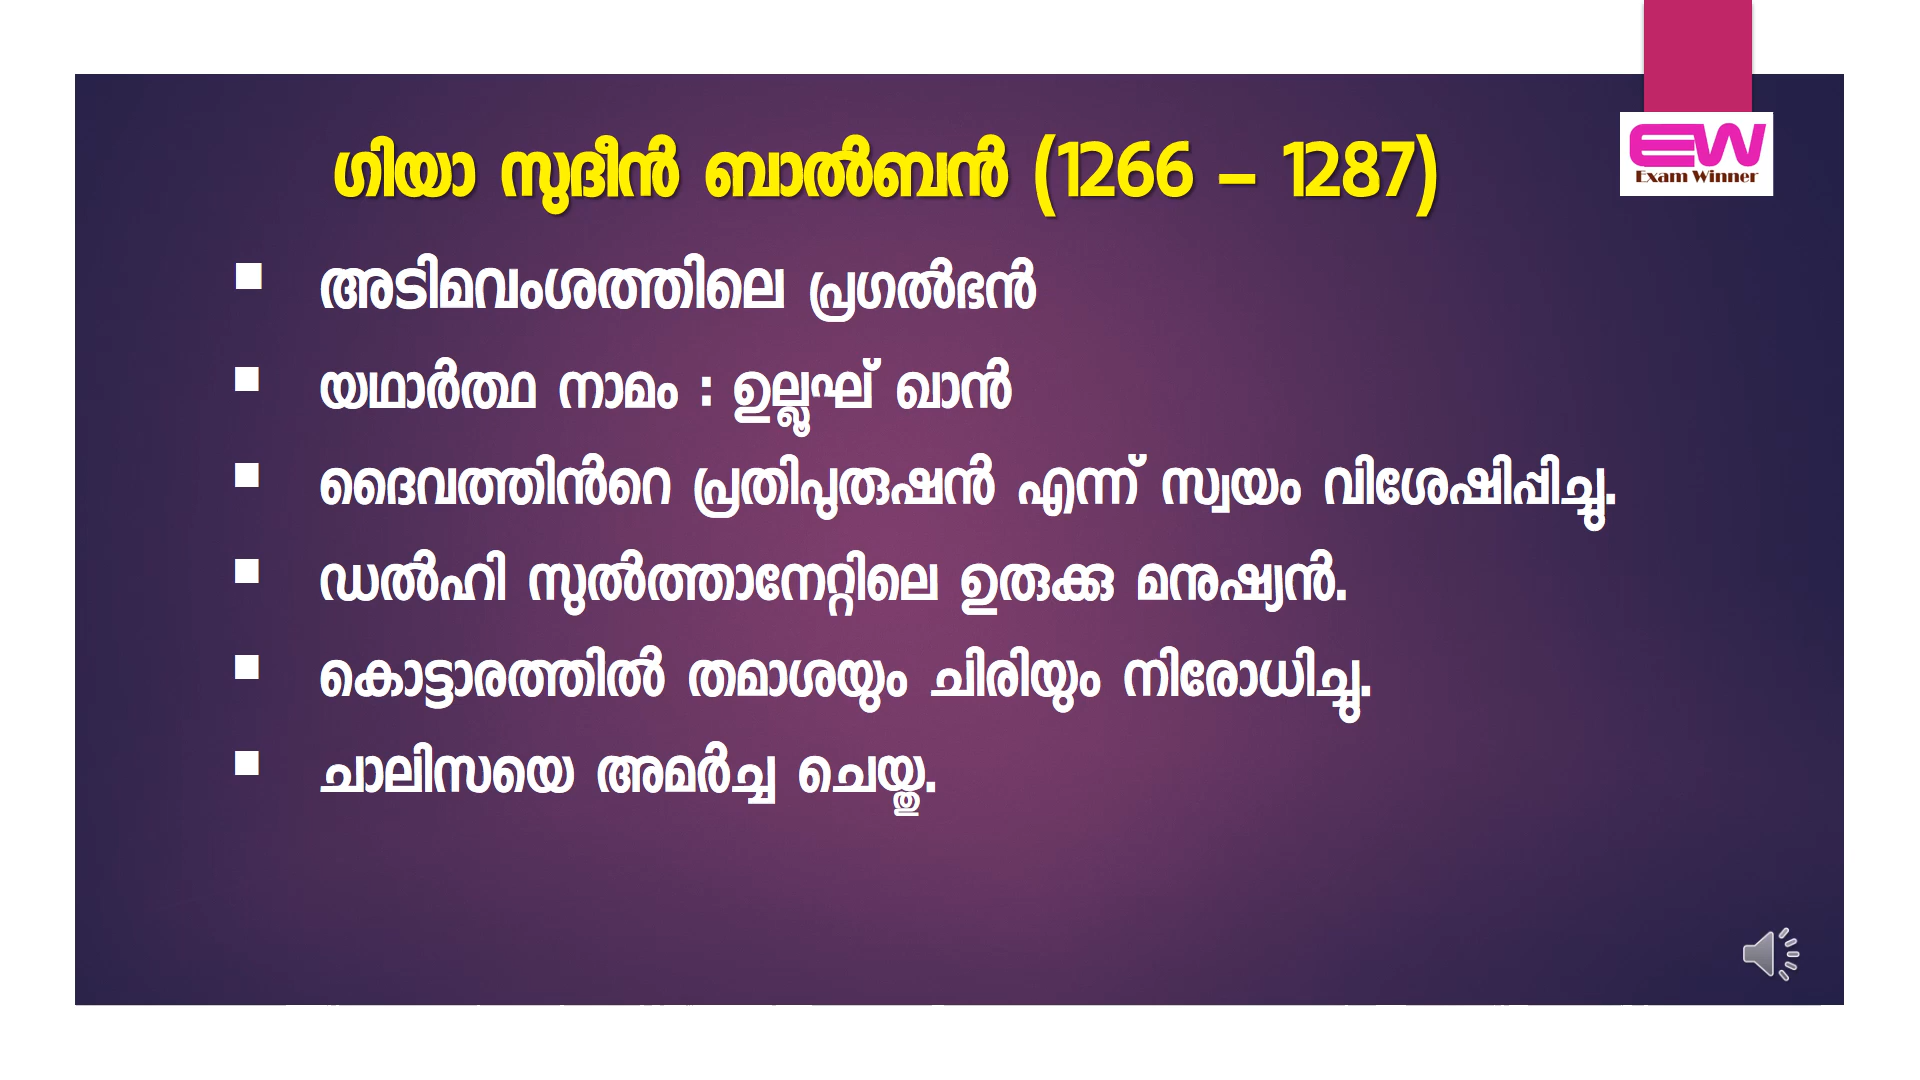 ഗിയാ സുദീൻ ബാൽബൻ (1266 – 1287)
EW
Exam Winner
▪ അടിമവംശത്തിലെ പ്രഗൽഭൻ
▪ യഥാർത്ഥ നാമം : ഉല്ലൂഘ് ഖാൻ
▪ ദൈവത്തിൻറെ പ്രതിപുരുഷൻ എന്ന് സ്വയം വിശേഷിപ്പിച്ചു.
▪ ഡൽഹി സുൽത്താനേറ്റിലെ ഉരുക്കു മനുഷ്യൻ.
▪ കൊട്ടാരത്തിൽ തമാശയും ചിരിയും നിരോധിച്ചു.
▪ ചാലിസയെ അമർച്ച ചെയ്തു.